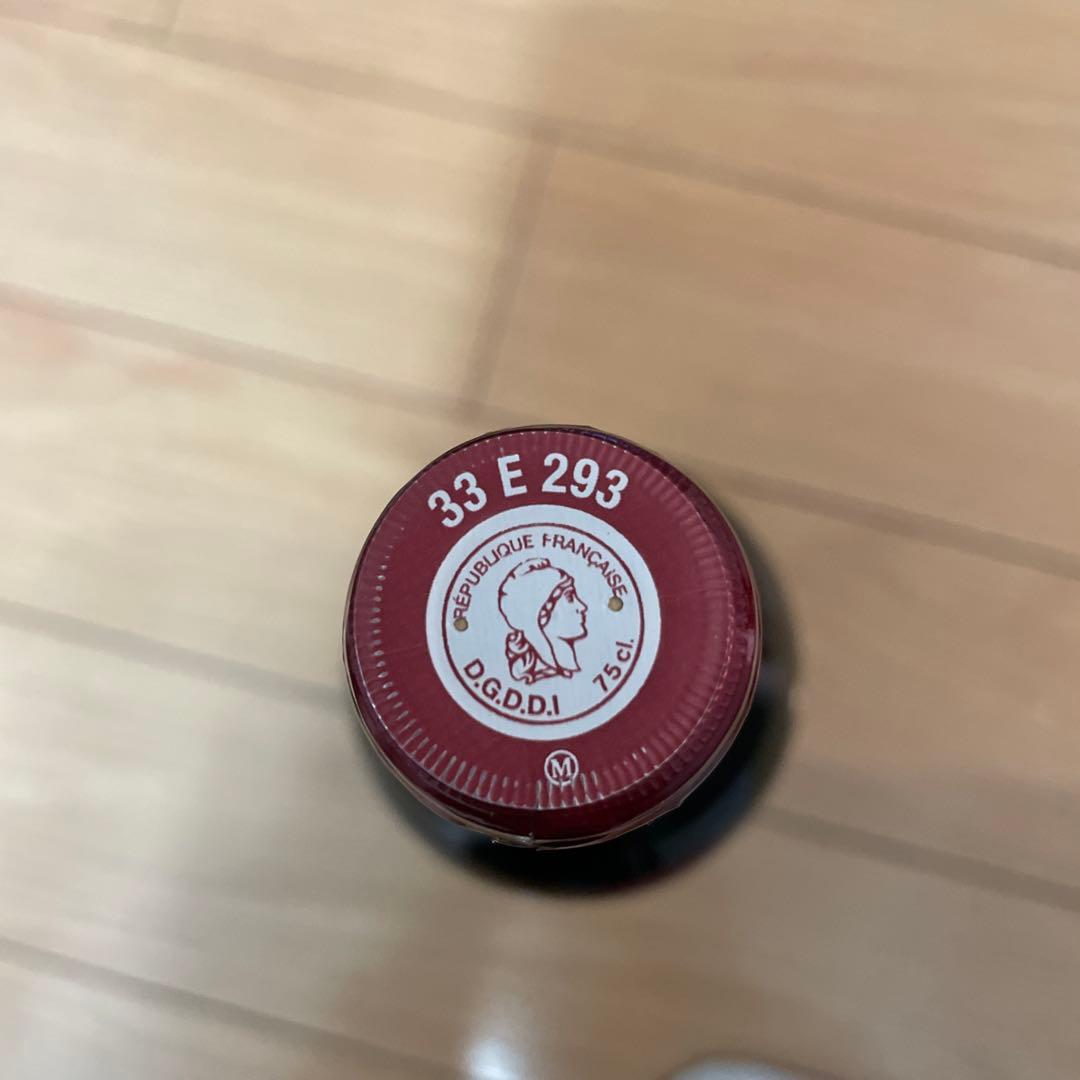 33 E 293
RÉPUBLIQUE FRANÇAISE
D.G.D.D.I
75 cl.
M